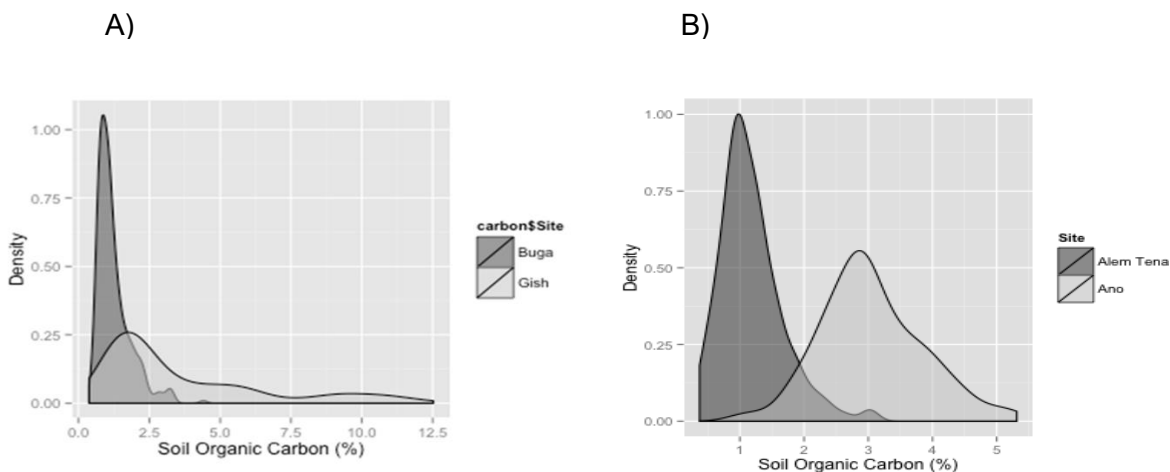 A)
B)
1.00
0.75
0.50
0.25
0.00
Density
0.0 2.5 5.0 7.5 10.0 12.5
Soil Organic Carbon (%)
carbon$Site
Buga
Gish
1.00
0.75
0.50
0.25
0.00
Density
1 2 3 4 5
Soil Organic Carbon (%)
Site
Alem Tena
Ano